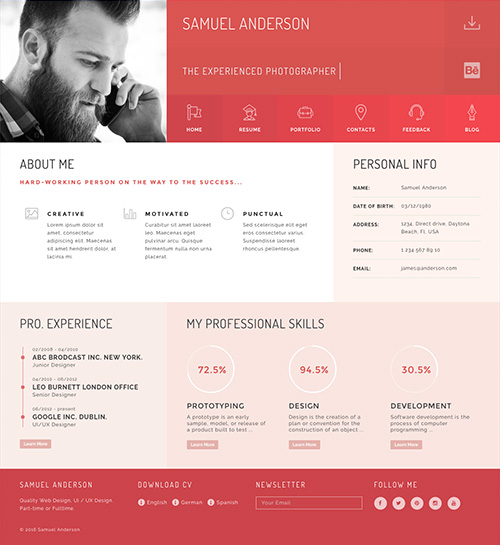 SAMUEL ANDERSON
THE EXPERIENCED PHOTOGRAPHER
Bē
HOME
RESUME
PORTFOLIO
CONTACTS
FEEDBACK
BLOG
ABOUT ME
HARD-WORKING PERSON ON THE WAY TO THE SUCCESS...
CREATIVE
Lorem ipsum dolor sit
amet, consectetur
adipiscing elit. Mauris
nec massa sit amet, at
lacinia mi
MOTIVATED
Curabitur sit amet laoreet
leo. Maecenas eget
pulvinar arcu. Quisque
fermentum nulla non urna
placerat
PUNCTUAL
Sed scelerisque elit eget
eros consectetur varius.
Suspendisse laoreet
rhoncus pellentesque
PERSONAL INFO
NAME: Samuel Anderson
DATE OF BIRTH: 03/12/1980
ADDRESS: 1234, Direct drive, Daytona
Beach, Fl, USA
PHONE: 1 234 567 89 10
EMAIL: james@anderson.com
PRO. EXPERIENCE
02/2008 - 04/2010
ABC BRODCAST INC. NEW YORK.
Junior Designer
04/2010 - 06/2012
LEO BURNETT LONDON OFFICE
Senior Designer
06/2012 - present
GOOGLE INC. DUBLIN.
UI/UX Designer
Learn More
MY PROFESSIONAL SKILLS
72.5%
PROTOTYPING
A prototype is an early
sample, model, or release of
a product built to test ...
Learn More
94.5%
DESIGN
Design is the creation of a
plan or convention for the
construction of an object ...
Learn More
30.5%
DEVELOPMENT
Software development is the
process of computer
programming ...
Learn More
SAMUEL ANDERSON
Quality Web Design, UI / UX Design.
Part-time or Fulltime.
© 2016 Samuel Anderson.
DOWNLOAD CV
English
German
Spanish
NEWSLETTER
Your Email
FOLLOW ME